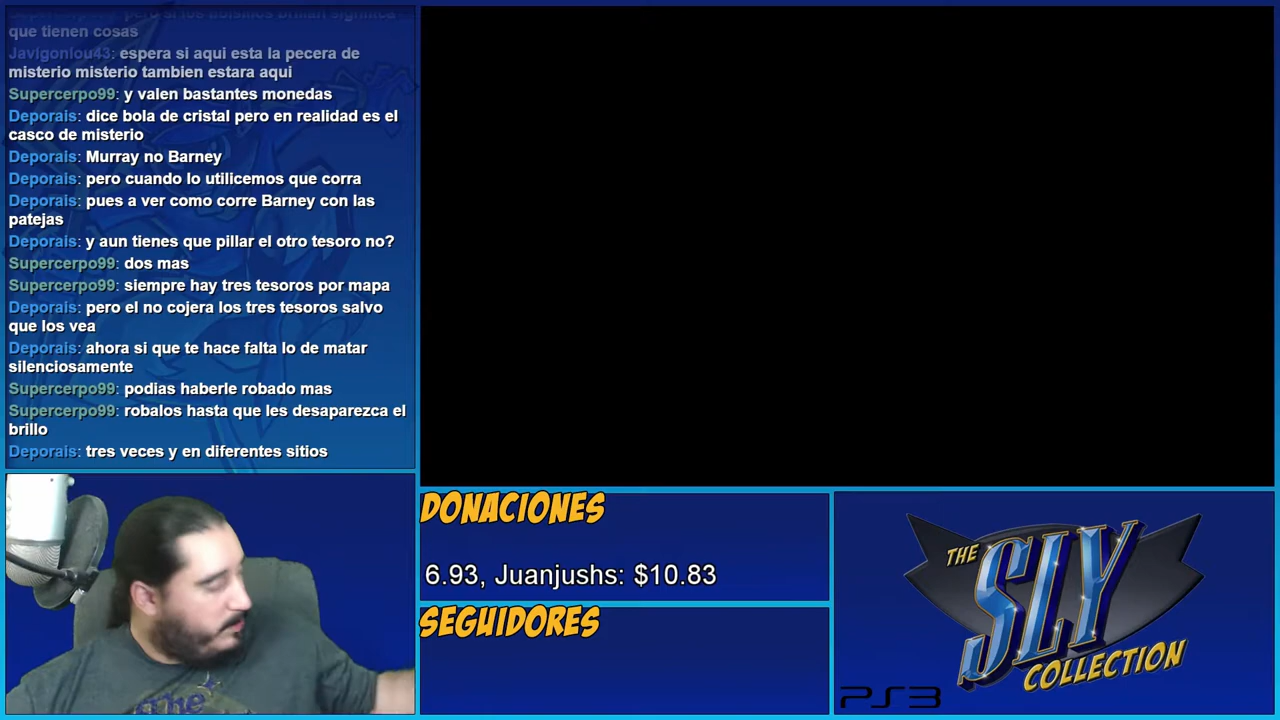 que tienen cosas
Javigonlou43: espera si aqui esta la pecera de
misterio misterio tambien estara aqui
Supercerpo99: y valen bastantes monedas
Deporais: dice bola de cristal pero en realidad es el
casco de misterio
Deporais: Murray no Barney
Deporais: pero cuando lo utilicemos que corra
Deporais: pues a ver como corre Barney con las
patejas
Deporais: y aun tienes que pillar el otro tesoro no?
Supercerpo99: dos mas
Supercerpo99: siempre hay tres tesoros por mapa
Deporais: pero el no cojera los tres tesoros salvo
que los vea
Deporais: ahora si que te hace falta lo de matar
silenciosamente
Supercerpo99: podias haberle robado mas
Supercerpo99: robalos hasta que les desaparezca el
brillo
Deporais: tres veces y en diferentes sitios
DONACIONES
6.93, Juanjushs: $10.83
SEGUIDORES
THE
SLY
COLLECTION
PS3
The